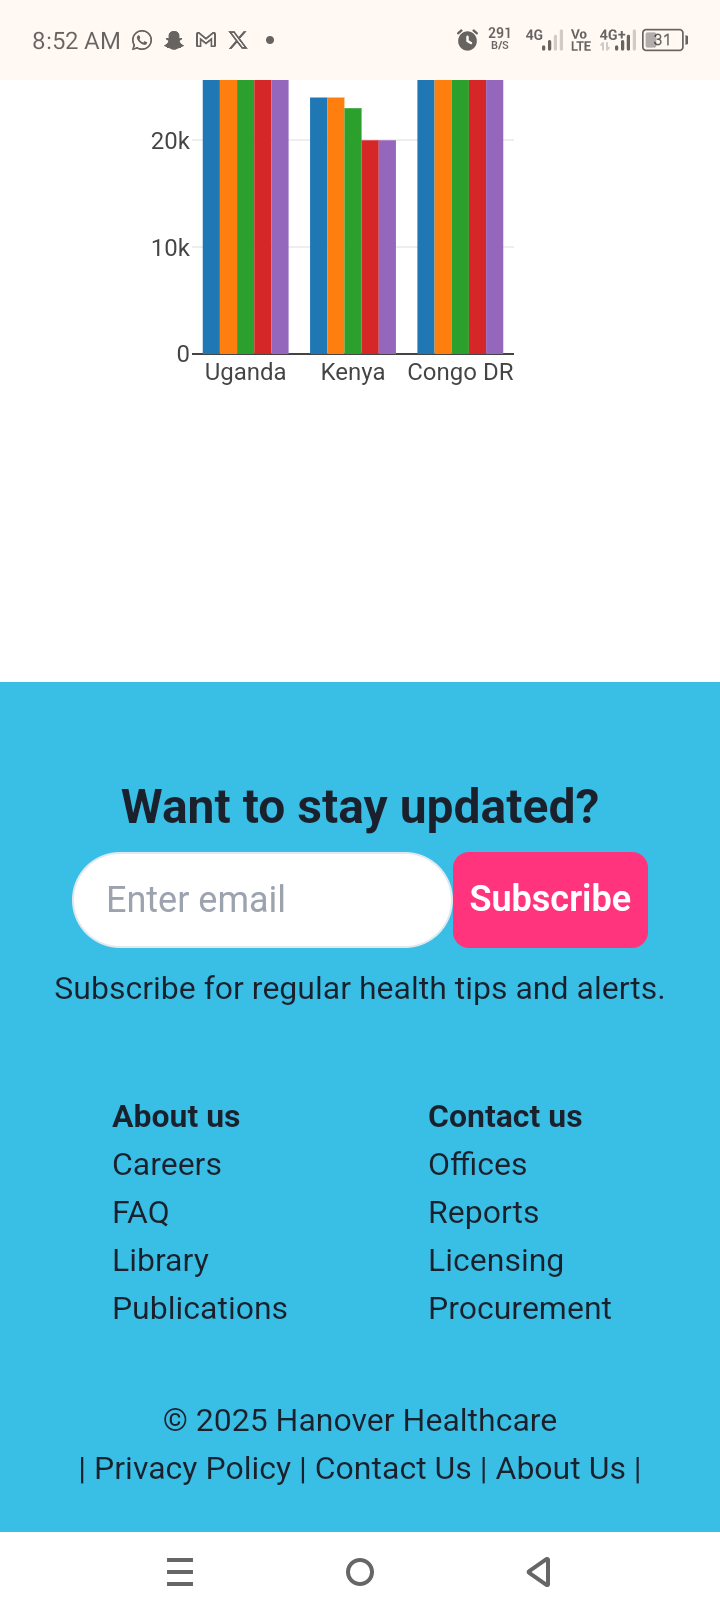 8:52 AM 291 B/S 4G Vo LTE 4G+ 31
20k
10k
0
Uganda Kenya Congo DR
Want to stay updated?
Enter email Subscribe
Subscribe for regular health tips and alerts.
About us Contact us
Careers Offices
FAQ Reports
Library Licensing
Publications Procurement
© 2025 Hanover Healthcare
| Privacy Policy | Contact Us | About Us |